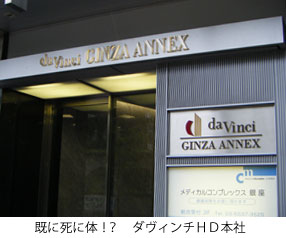 da Vinci GINZA ANNEX
da Vinci
GINZA ANNEX
メディカルコンプレックス 銀座
既に死に体！？　ダヴィンチＨＤ本社